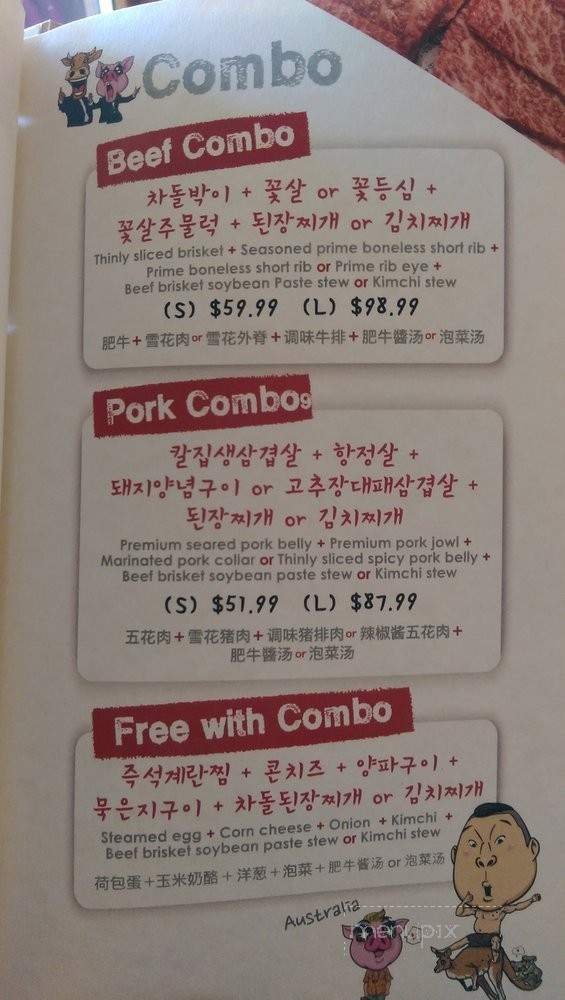 Combo
Beef Combo
차돌박이 + 꽃살 or 꽃등심 +
꽃살주물럭 + 된장찌개 or 김치찌개
Thinly sliced brisket + Seasoned prime boneless short rib +
Prime boneless short rib or Prime rib eye +
Beef brisket soybean Paste stew or Kimchi stew
(S) $59.99 (L) $98.99
肥牛+雪花肉or雪花外脊+调味牛排+肥牛醬汤or泡菜汤
Pork Combo9
칼집생삼겹살 + 항정살 +
돼지양념구이 or 고추장대패삼겹살 +
된장찌개 or 김치찌개
Premium seared pork belly + Premium pork jowl +
Marinated pork collar or Thinly sliced spicy pork belly +
Beef brisket soybean paste stew or Kimchi stew
(S) $51.99 (L) $87.99
五花肉+雪花猪肉+调味猪排肉or辣椒酱五花肉+
肥牛醬汤or泡菜汤
Free with Combo
즉석계란찜 + 콘치즈 + 양파구이 +
묵은지구이 + 차돌된장찌개 or 김치찌개
Steamed egg + Corn cheese + Onion + Kimchi +
Beef brisket soybean paste stew or Kimchi stew
荷包蛋+玉米奶酪+洋葱+泡菜+肥牛酱汤 or 泡菜汤
Australia
menupix